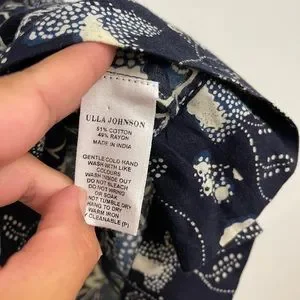 ULLA JOHNSON
51% COTTON
49% RAYON
MADE IN INDIA
GENTLE COLD HAND
WASH WITH LIKE
COLOURS
WASH INSIDE OUT
DO NOT BLEACH
DO NOT WRING
OR SOAK
NOT TUMBLE DRY
HANG TO DRY
WARM IRON
CLEANABLE (P)